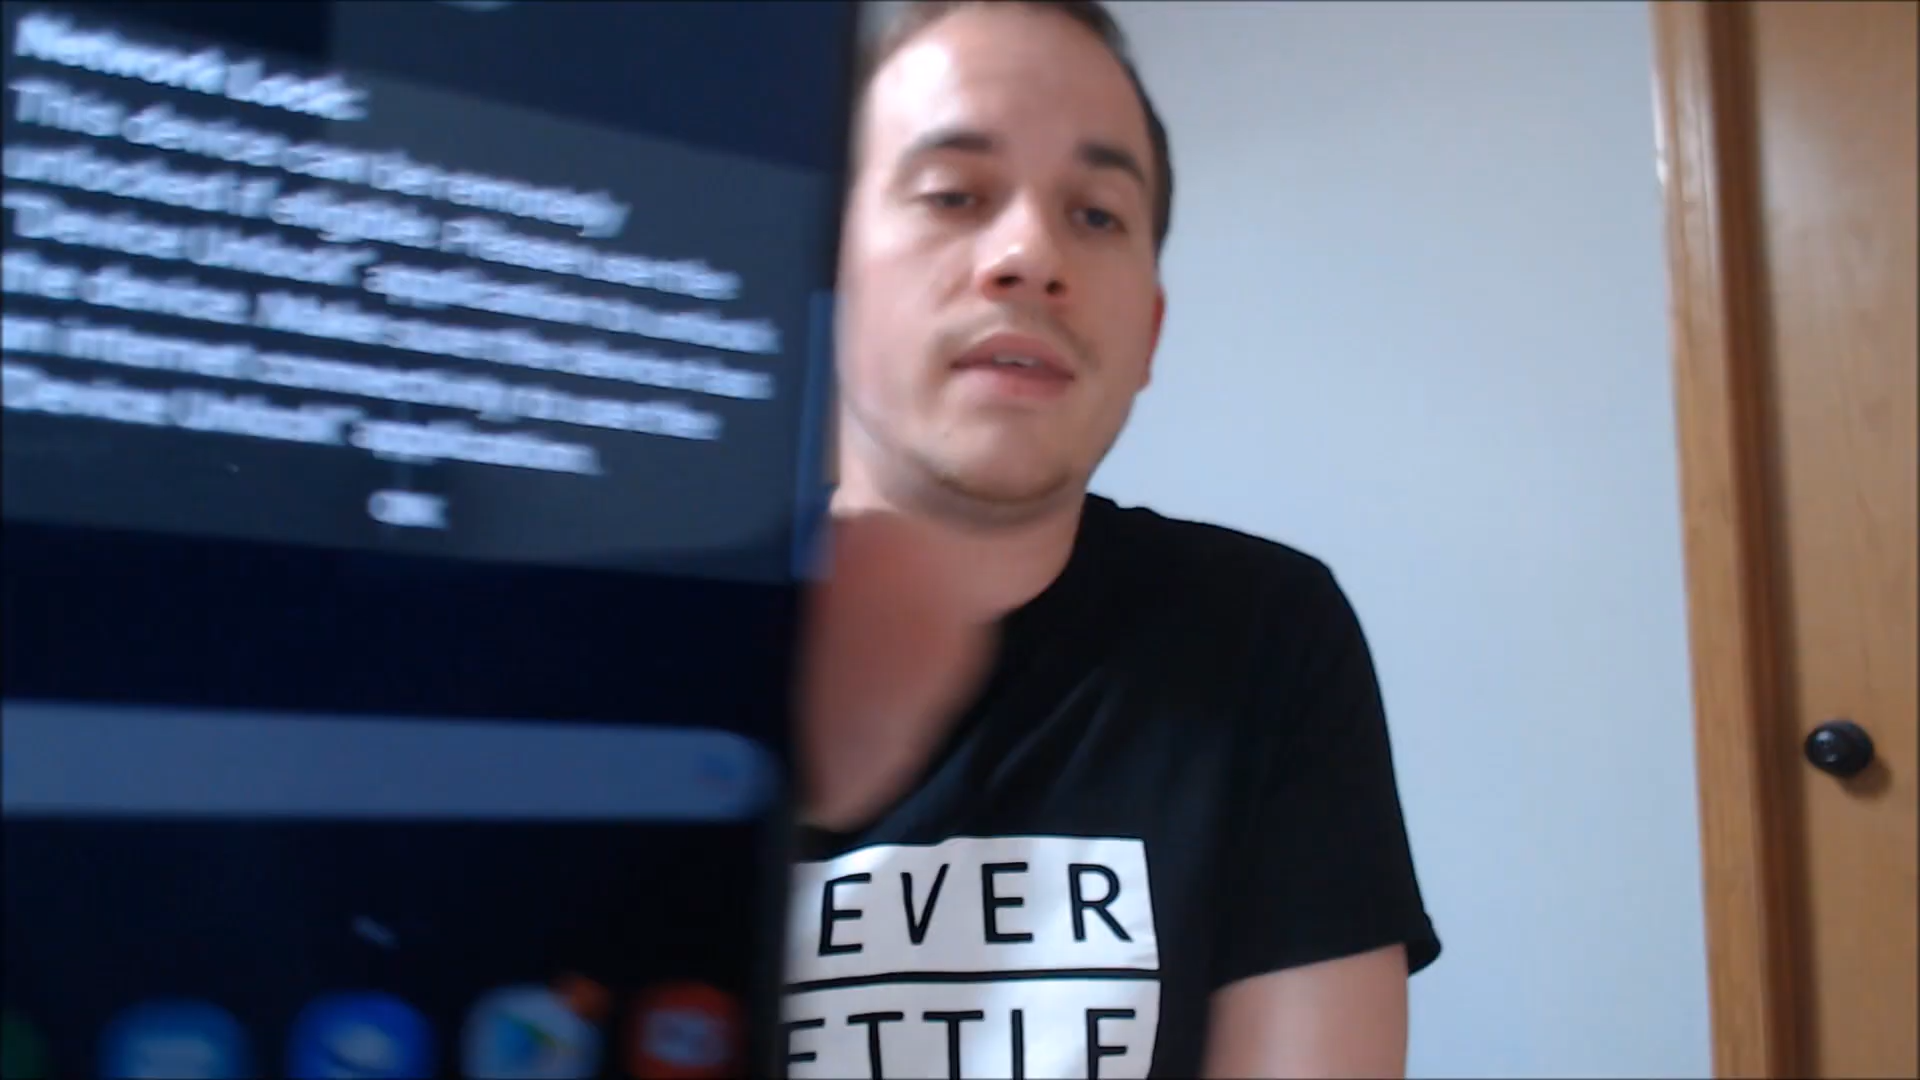 Network Lock
This device can be remotely
unlocked if eligible. Please use the
"Device Unlock" application to unlock
the device. Make sure the device has
an internet connectivity to use the
"Device Unlock" application.
OK
EVER
ETTLE